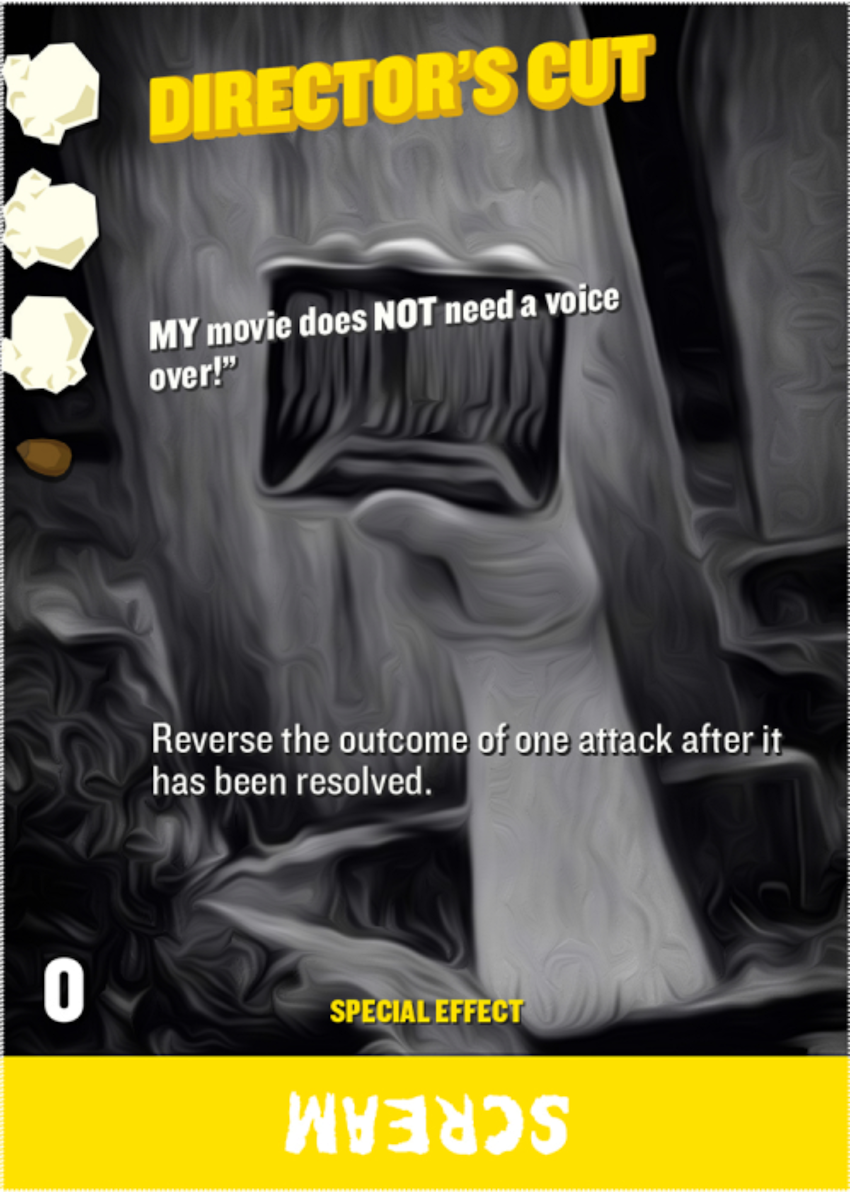 DIRECTOR'S CUT
MY movie does NOT need a voice
over!”
Reverse the outcome of one attack after it
has been resolved.
0
SPECIAL EFFECT
SCREAM